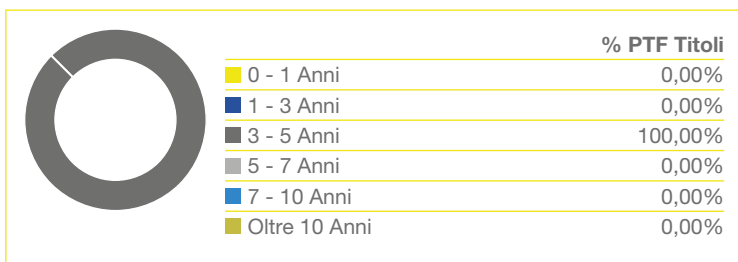 % PTF Titoli
0 - 1 Anni 0,00%
1 - 3 Anni 0,00%
3 - 5 Anni 100,00%
5 - 7 Anni 0,00%
7 - 10 Anni 0,00%
Oltre 10 Anni 0,00%